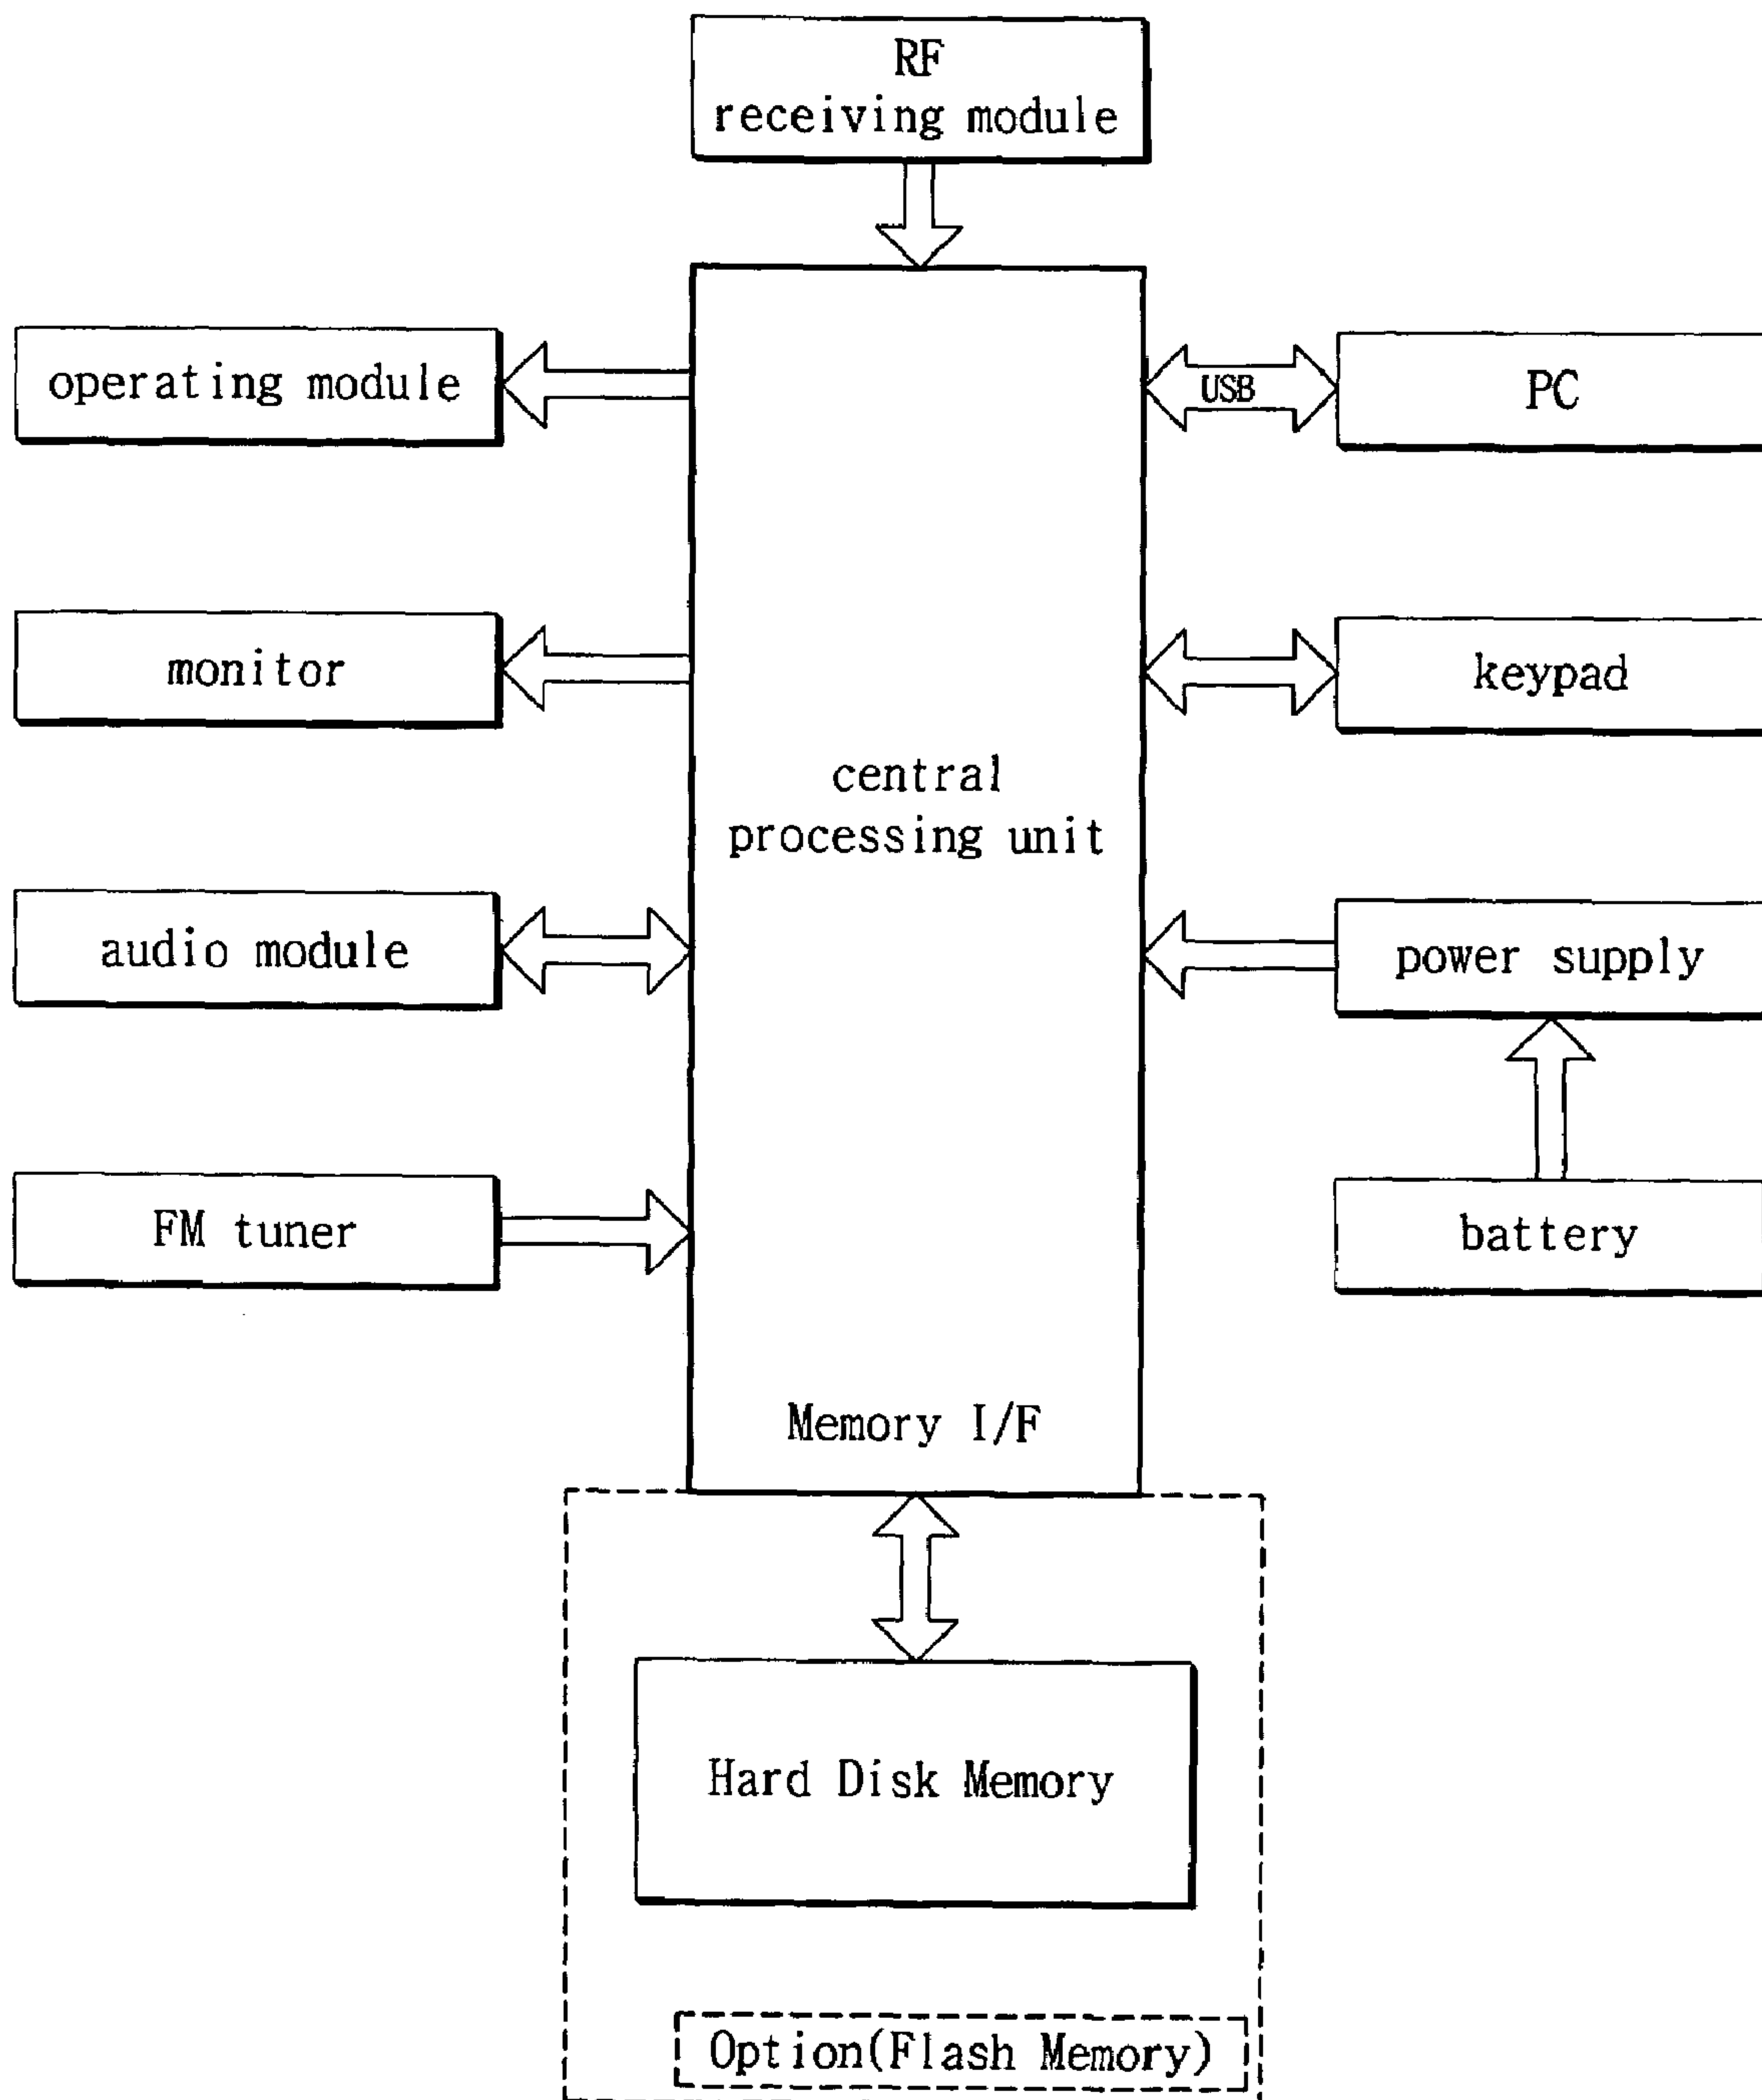 RF
receiving module
operating module
USB
PC
monitor
keypad
central
processing unit
audio module
power supply
FM tuner
battery
Memory I/F
Hard Disk Memory
Option(Flash Memory)